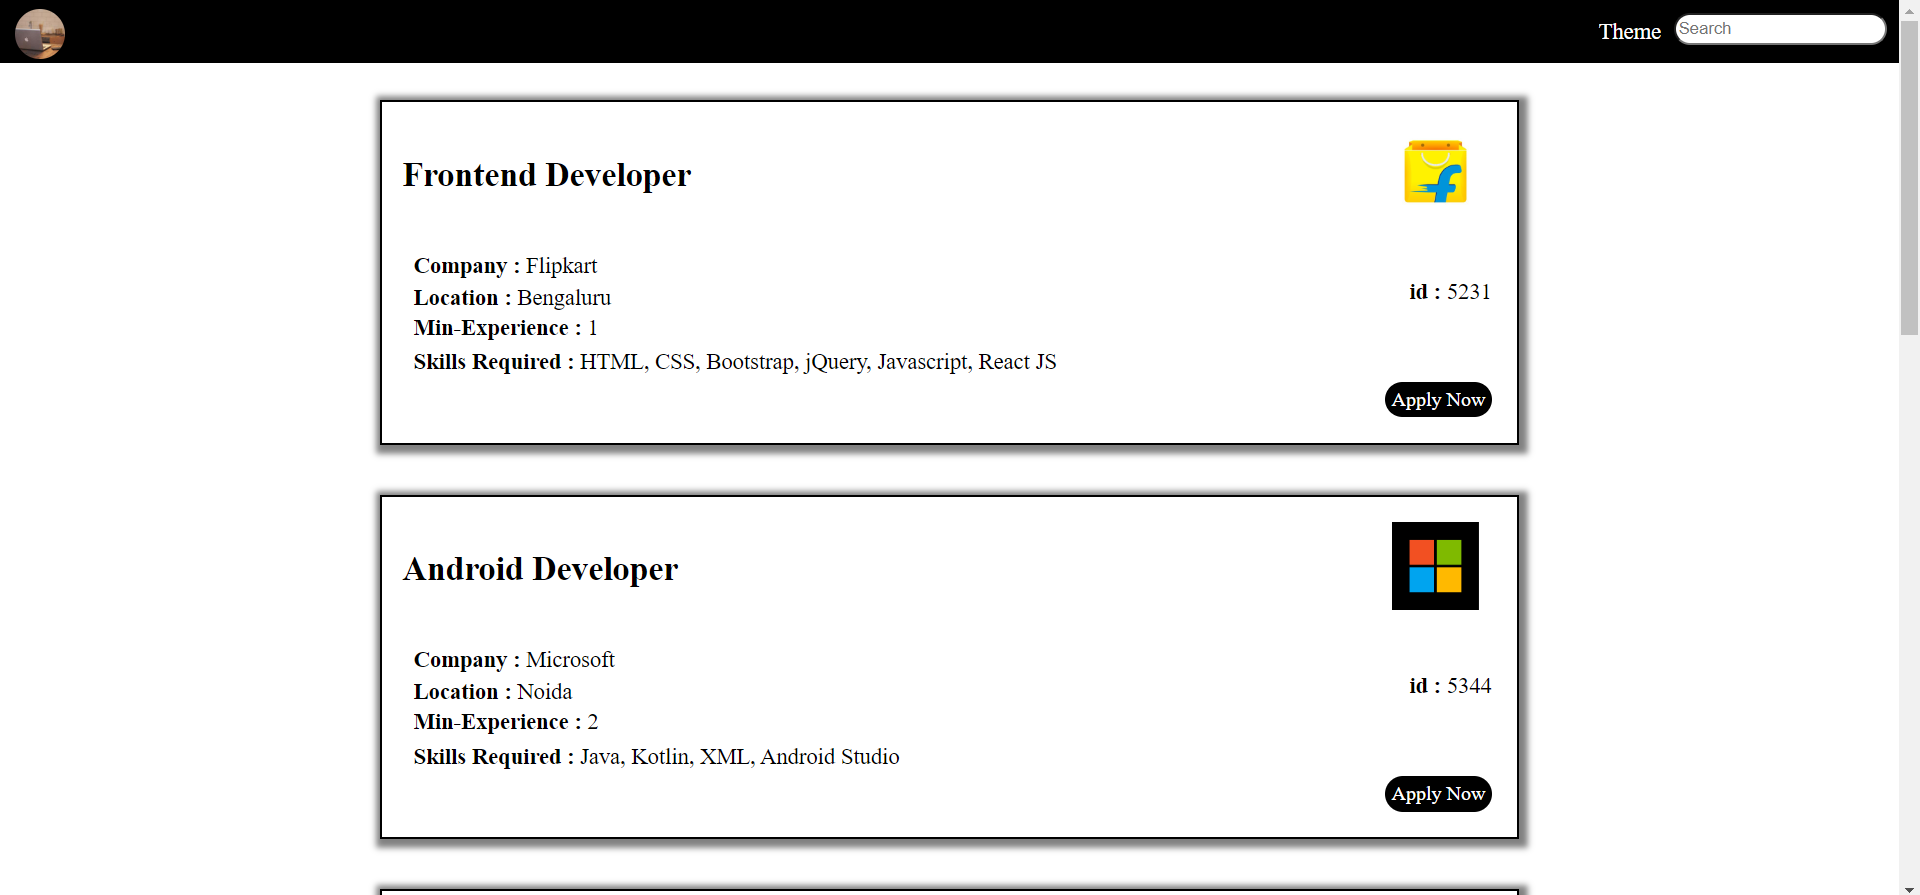 Theme
Search
Frontend Developer
Company : Flipkart
Location : Bengaluru
id : 5231
Min-Experience : 1
Skills Required : HTML, CSS, Bootstrap, jQuery, Javascript, React JS
Apply Now
Android Developer
Company : Microsoft
Location : Noida
id : 5344
Min-Experience : 2
Skills Required : Java, Kotlin, XML, Android Studio
Apply Now